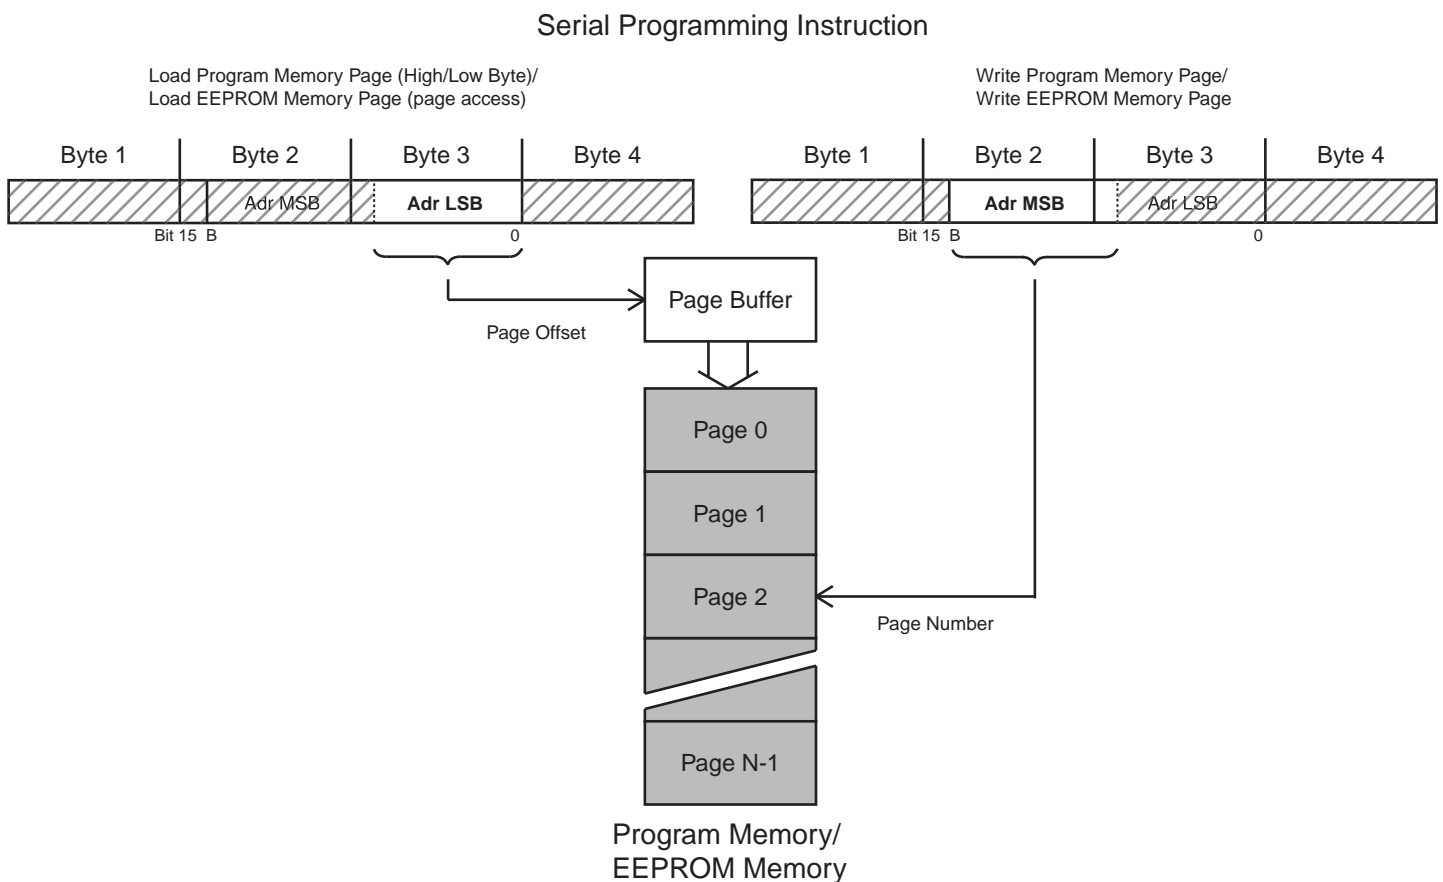 Serial Programming Instruction
Load Program Memory Page (High/Low Byte)/
Load EEPROM Memory Page (page access)
Write Program Memory Page/
Write EEPROM Memory Page
Byte 1 Byte 2 Byte 3 Byte 4
Byte 1 Byte 2 Byte 3 Byte 4
Adr MSB Adr LSB
Adr MSB Adr LSB
Bit 15 B 0
Bit 15 B 0
Page Buffer
Page Offset
Page 0
Page 1
Page 2
Page Number
Page N-1
Program Memory/
EEPROM Memory